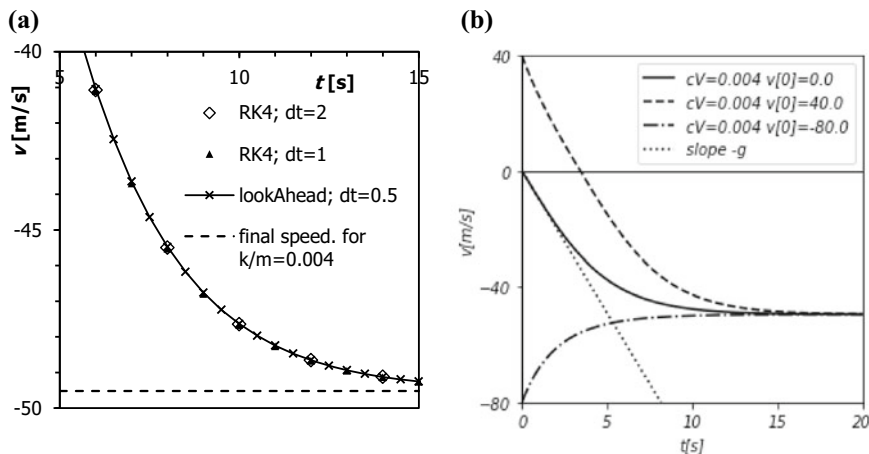 (a)
-40
5
10
15
t [s]
v [m/s]
RK4; dt=2
RK4; dt=1
-45
lookAhead; dt=0.5
final speed. for
k/m=0.004
-50
(b)
40
cV=0.004 v[0]=0.0
cV=0.004 v[0]=40.0
cV=0.004 v[0]=-80.0
slope -g
0
v[m/s]
−40
−80
0
5
10
15
20
t[s]